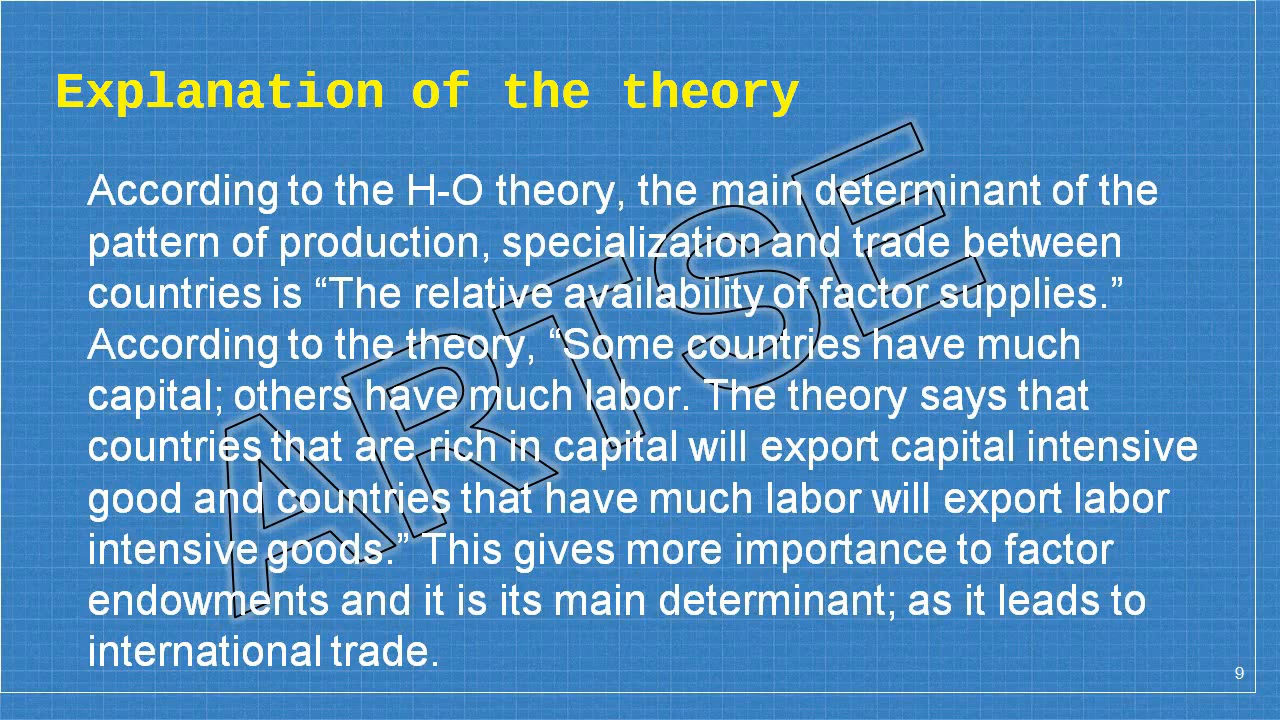 Explanation of the theory
According to the H-O theory, the main determinant of the
pattern of production, specialization and trade between
countries is “The relative availability of factor supplies.”
According to the theory, “Some countries have much
capital; others have much labor. The theory says that
countries that are rich in capital will export capital intensive
good and countries that have much labor will export labor
intensive goods.” This gives more importance to factor
endowments and it is its main determinant; as it leads to
international trade.
ARTSE
9